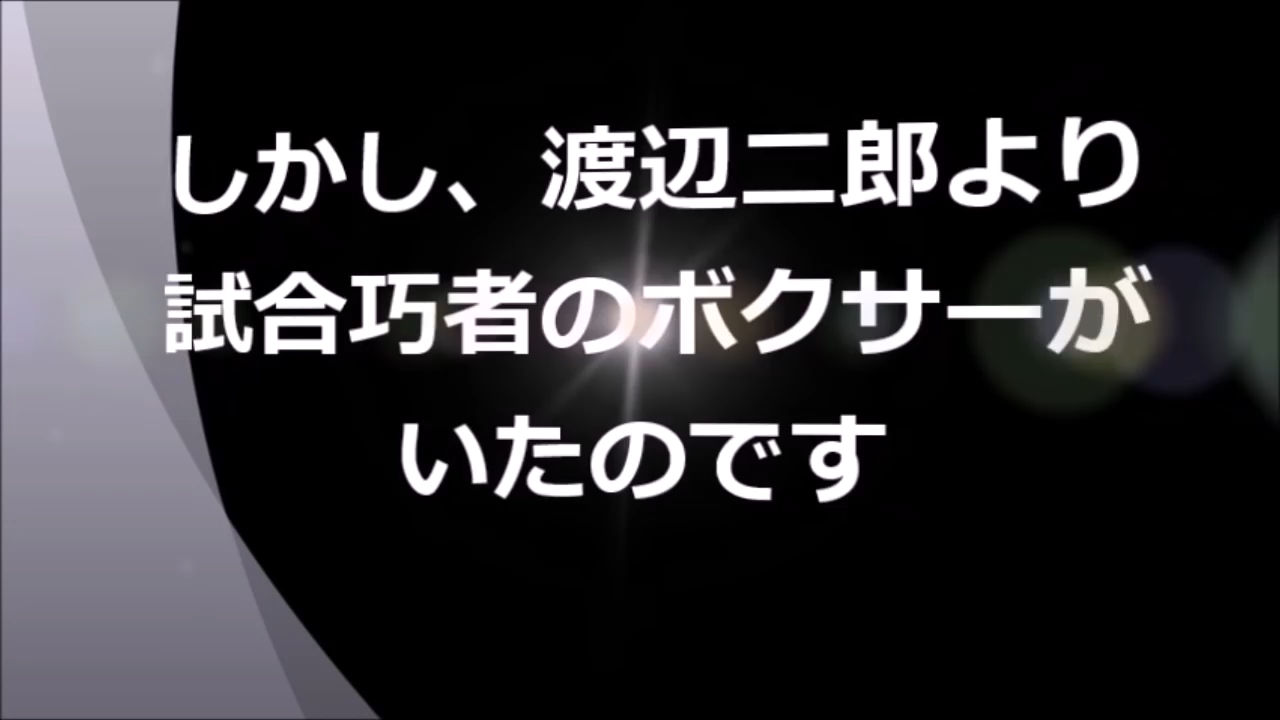 しかし、渡辺二郎より
試合巧者のボクサーが
いたのです